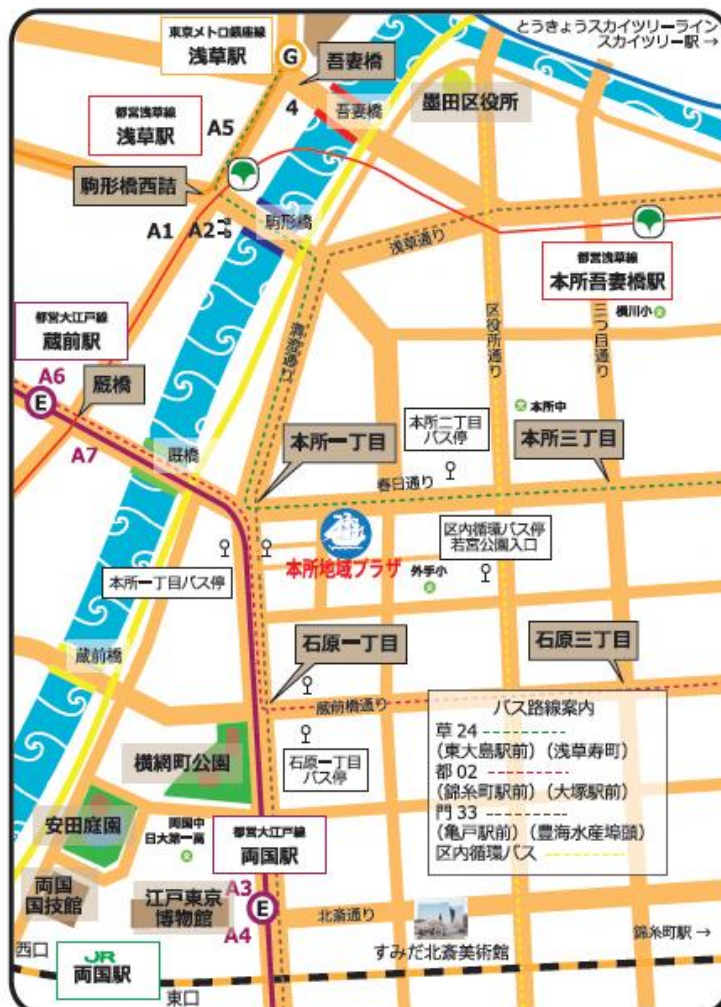 とうきょうスカイツリーライン
スカイツリー駅 →
東京メトロ銀座線
浅草駅
G
吾妻橋
都営浅草線
浅草駅
A5
4
吾妻橋
墨田区役所
駒形橋西詰
A1
A2
駒形橋
浅草通り
都営浅草線
本所吾妻橋駅
都営大江戸線
蔵前駅
清澄通り
区役所通り
三つ目通り
横川小
A6
E
厩橋
本所二丁目
バス停
本所中
A7
厩橋
本所一丁目
本所三丁目
春日通り
区内循環バス停
若宮公園入口
本所地域プラザ
外手小
本所一丁目バス停
石原一丁目
石原三丁目
蔵前橋
蔵前橋通り
バス路線案内
草 24
(東大島駅前) (浅草寿町)
都 02
(錦糸町駅前) (大塚駅前)
門 33
(亀戸駅前) (豊海水産埠頭)
区内循環バス
石原一丁目
バス停
横網町公園
安田庭園
両国中
日大第一高
都営大江戸線
両国駅
両国
国技館
江戸東京
博物館
A3
E
A4
北斎通り
すみだ北斎美術館
錦糸町駅 →
西口
JR
両国駅
東口